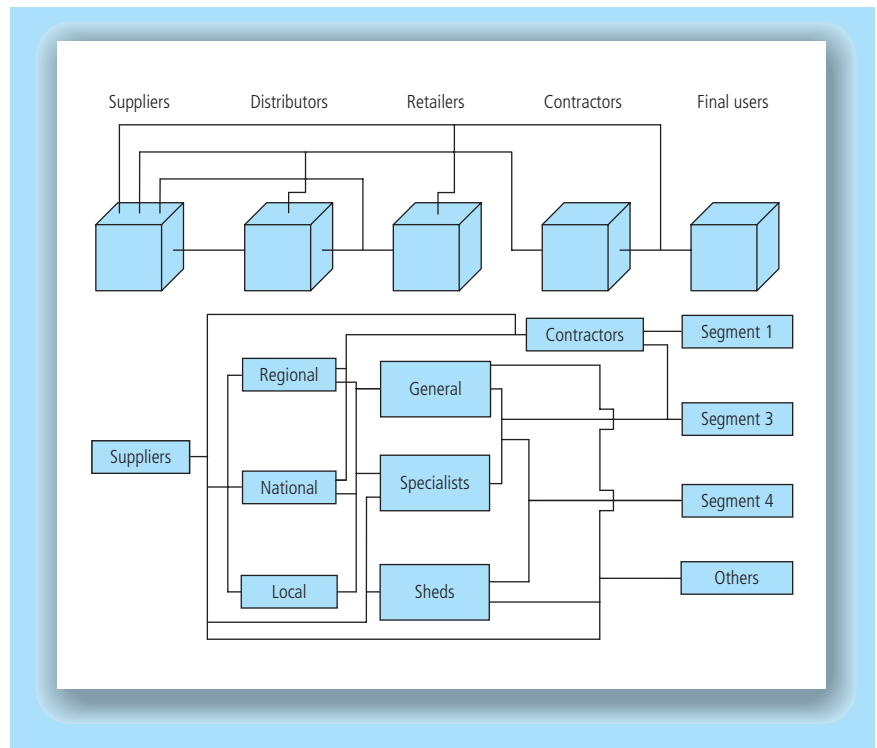 Suppliers Distributors Retailers Contractors Final users
Contractors Segment 1
Regional General
Segment 3
Suppliers
National Specialists Segment 4
Local Sheds Others